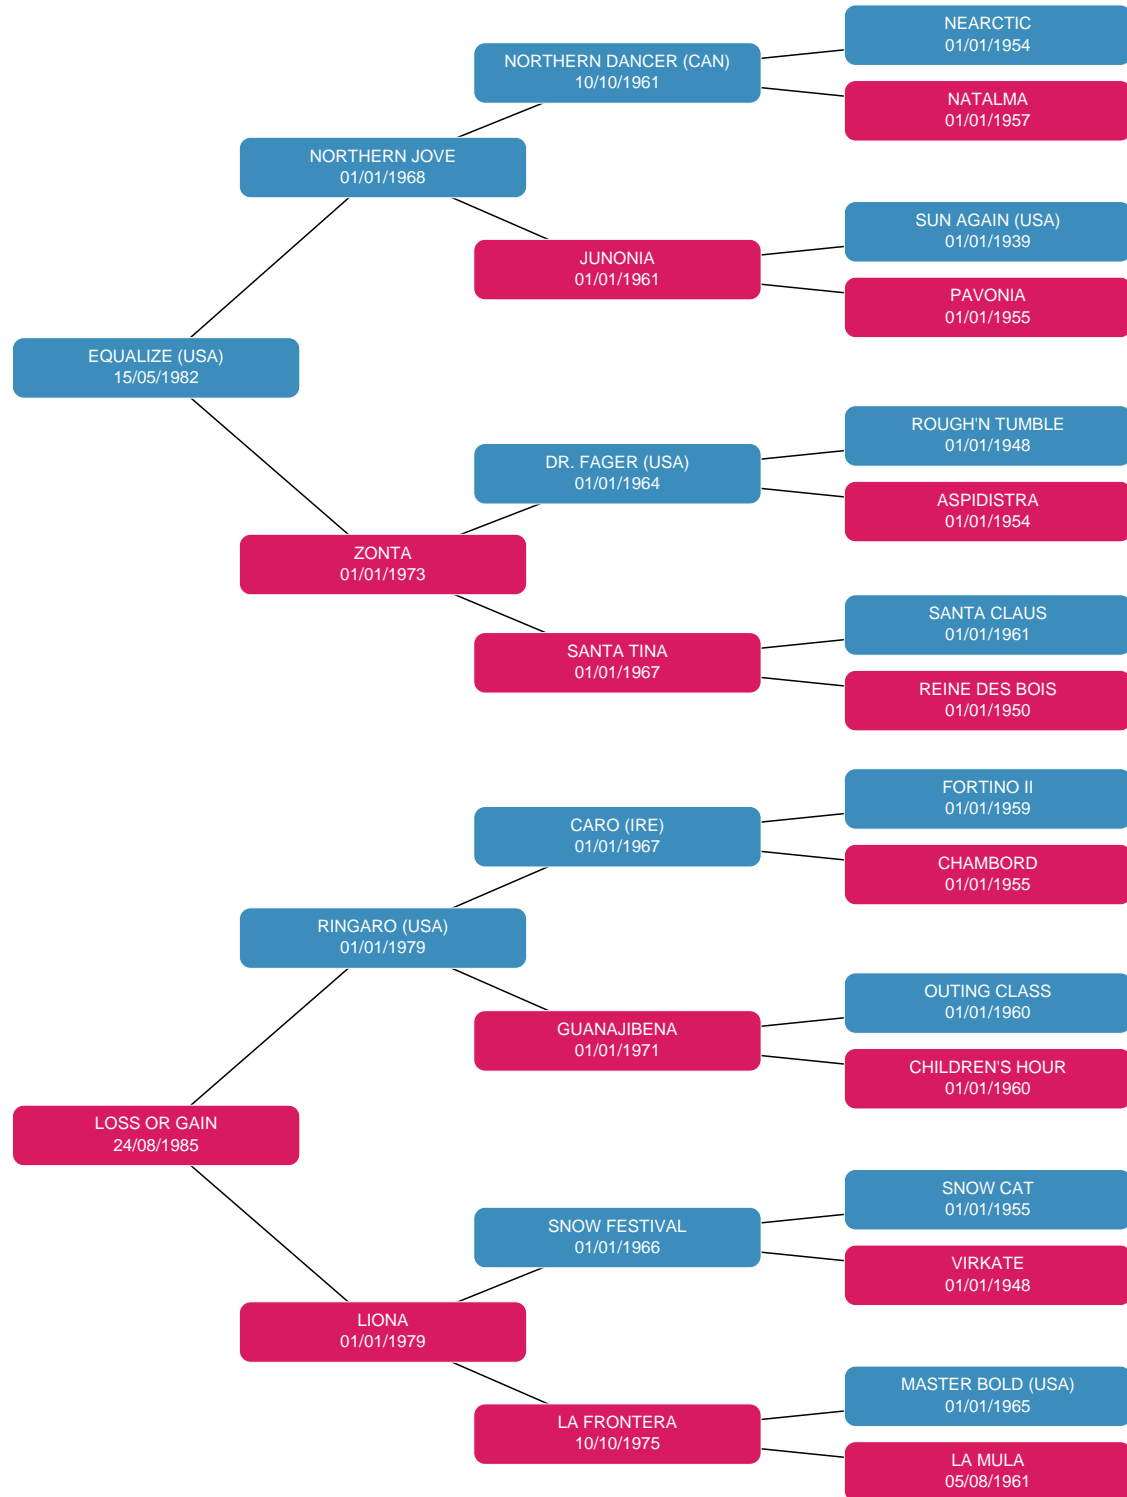 NEARCTIC
01/01/1954
NORTHERN DANCER (CAN)
10/10/1961
NATALMA
01/01/1957
NORTHERN JOVE
01/01/1968
SUN AGAIN (USA)
01/01/1939
JUNONIA
01/01/1961
PAVONIA
01/01/1955
EQUALIZE (USA)
15/05/1982
ROUGH'N TUMBLE
01/01/1948
DR. FAGER (USA)
01/01/1964
ASPIDISTRA
01/01/1954
ZONTA
01/01/1973
SANTA CLAUS
01/01/1961
SANTA TINA
01/01/1967
REINE DES BOIS
01/01/1950
FORTINO II
01/01/1959
CARO (IRE)
01/01/1967
CHAMBORD
01/01/1955
RINGARO (USA)
01/01/1979
OUTING CLASS
01/01/1960
GUANAJIBENA
01/01/1971
CHILDREN'S HOUR
01/01/1960
LOSS OR GAIN
24/08/1985
SNOW CAT
01/01/1955
SNOW FESTIVAL
01/01/1966
VIRKATE
01/01/1948
LIONA
01/01/1979
MASTER BOLD (USA)
01/01/1965
LA FRONTERA
10/10/1975
LA MULA
05/08/1961